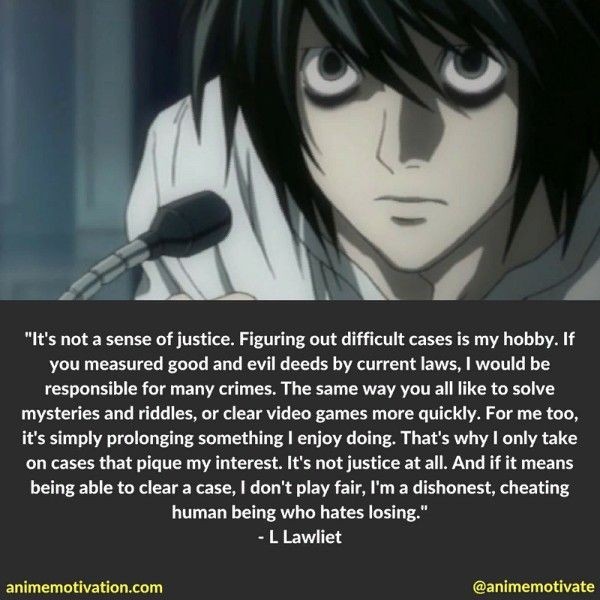 "It's not a sense of justice. Figuring out difficult cases is my hobby. If
you measured good and evil deeds by current laws, I would be
responsible for many crimes. The same way you all like to solve
mysteries and riddles, or clear video games more quickly. For me too,
it's simply prolonging something I enjoy doing. That's why I only take
on cases that pique my interest. It's not justice at all. And if it means
being able to clear a case, I don't play fair, I'm a dishonest, cheating
human being who hates losing."
- L Lawliet
animemotivation.com
@animemotivate